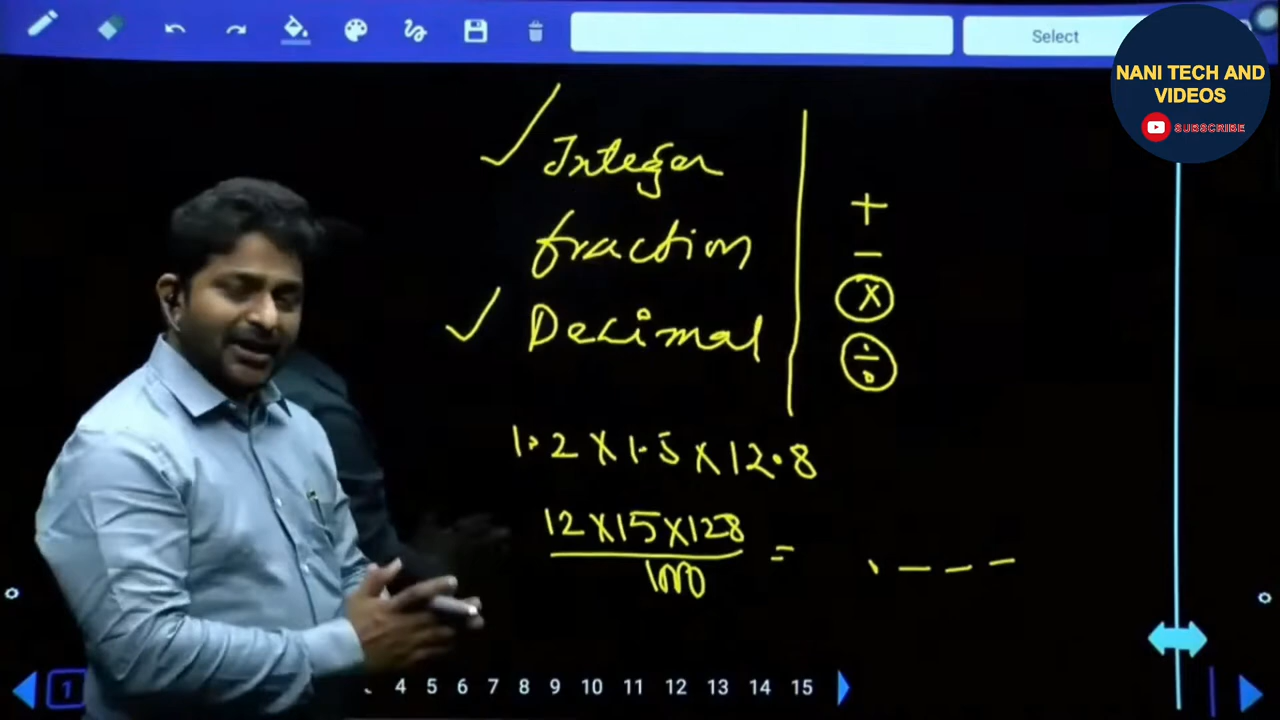 Select
NANI TECH AND
VIDEOS
SUBSCRIBE
Integer
fraction
Decimal
+
-
×
÷
1.2 × 1.5 × 12.8
12 × 15 × 128
1000
= . _ _ _
1 4 5 6 7 8 9 10 11 12 13 14 15